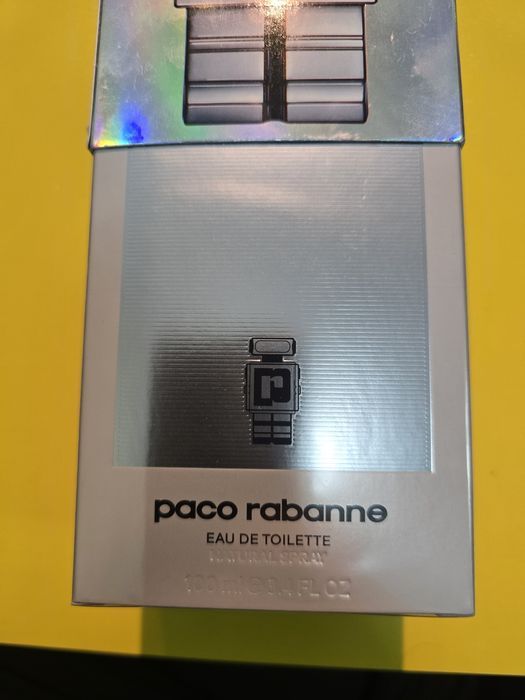 p
paco rabanne
EAU DE TOILETTE
NATURAL SPRAY
100 ml ℮ 3.4 FL OZ